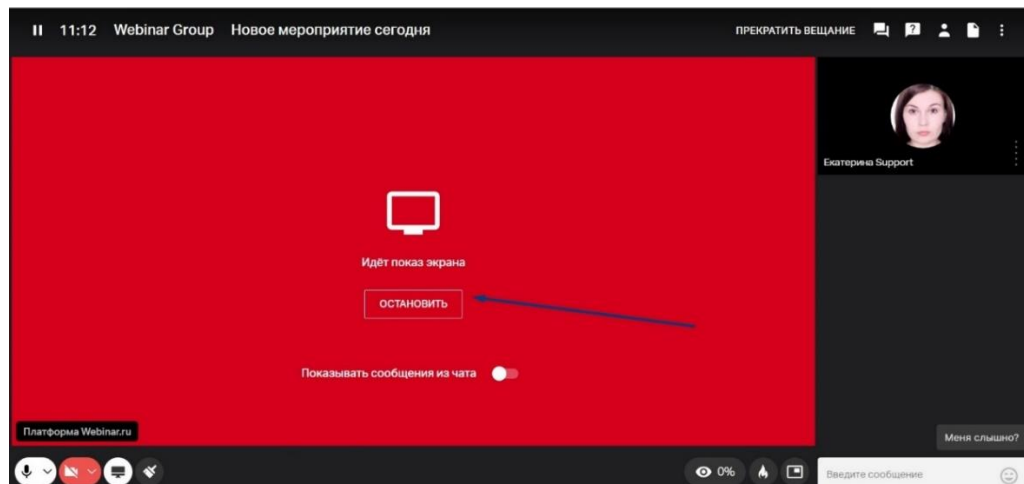 11:12 Webinar Group Новое мероприятие сегодня ПРЕКРАТИТЬ ВЕЩАНИЕ ?
Екатерина Support
Идёт показ экрана
ОСТАНОВИТЬ
Показывать сообщения из чата
Платформа Webinar.ru
Меня слышно?
0%
Введите сообщение